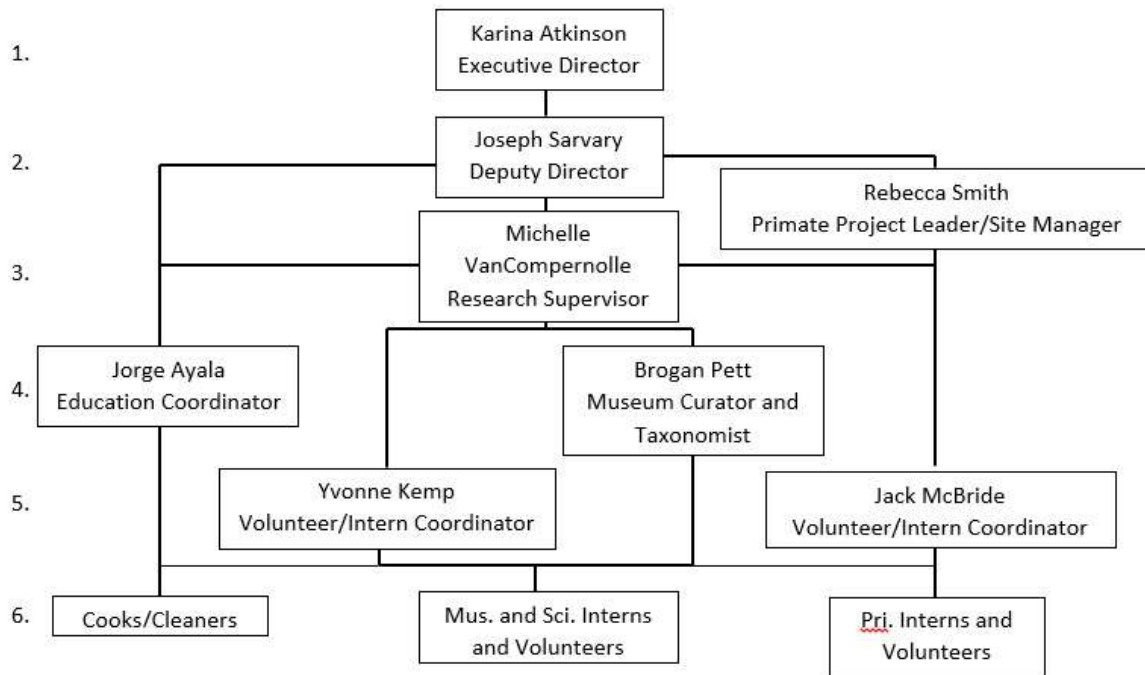 1.
Karina Atkinson
Executive Director
2.
Joseph Sarvary
Deputy Director
Rebecca Smith
Primate Project Leader/Site Manager
3.
Michelle
VanCompernolle
Research Supervisor
4.
Jorge Ayala
Education Coordinator
Brogan Pett
Museum Curator and
Taxonomist
5.
Yvonne Kemp
Volunteer/Intern Coordinator
Jack McBride
Volunteer/Intern Coordinator
6.
Cooks/Cleaners
Mus. and Sci. Interns
and Volunteers
Pri. Interns and
Volunteers